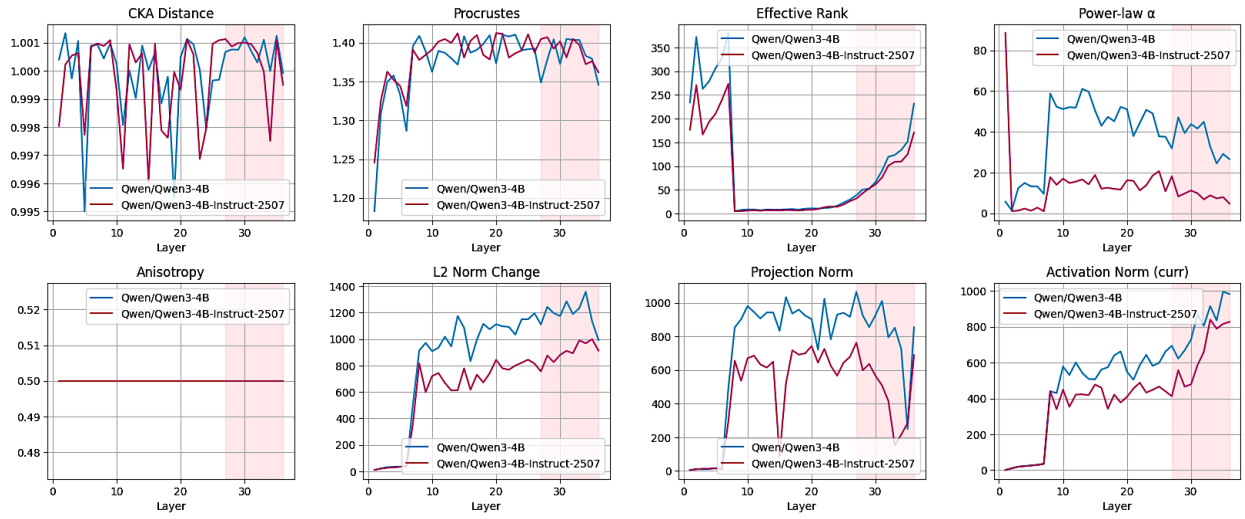 CKA Distance
1.001
1.000
0.999
0.998
0.997
0.996
0.995
Qwen/Qwen3-4B
Qwen/Qwen3-4B-Instruct-2507
0 10 20 30
Layer
Procrustes
1.40
1.35
1.30
1.25
1.20
Qwen/Qwen3-4B
Qwen/Qwen3-4B-Instruct-2507
0 10 20 30
Layer
Effective Rank
350
300
250
200
150
100
50
0
Qwen/Qwen3-4B
Qwen/Qwen3-4B-Instruct-2507
0 10 20 30
Layer
Power-law α
80
60
40
20
0
Qwen/Qwen3-4B
Qwen/Qwen3-4B-Instruct-2507
0 10 20 30
Layer
Anisotropy
0.52
0.51
0.50
0.49
0.48
Qwen/Qwen3-4B
Qwen/Qwen3-4B-Instruct-2507
0 10 20 30
Layer
L2 Norm Change
1400
1200
1000
800
600
400
200
0
Qwen/Qwen3-4B
Qwen/Qwen3-4B-Instruct-2507
0 10 20 30
Layer
Projection Norm
1000
800
600
400
200
0
Qwen/Qwen3-4B
Qwen/Qwen3-4B-Instruct-2507
0 10 20 30
Layer
Activation Norm (curr)
1000
800
600
400
200
0
Qwen/Qwen3-4B
Qwen/Qwen3-4B-Instruct-2507
0 10 20 30
Layer